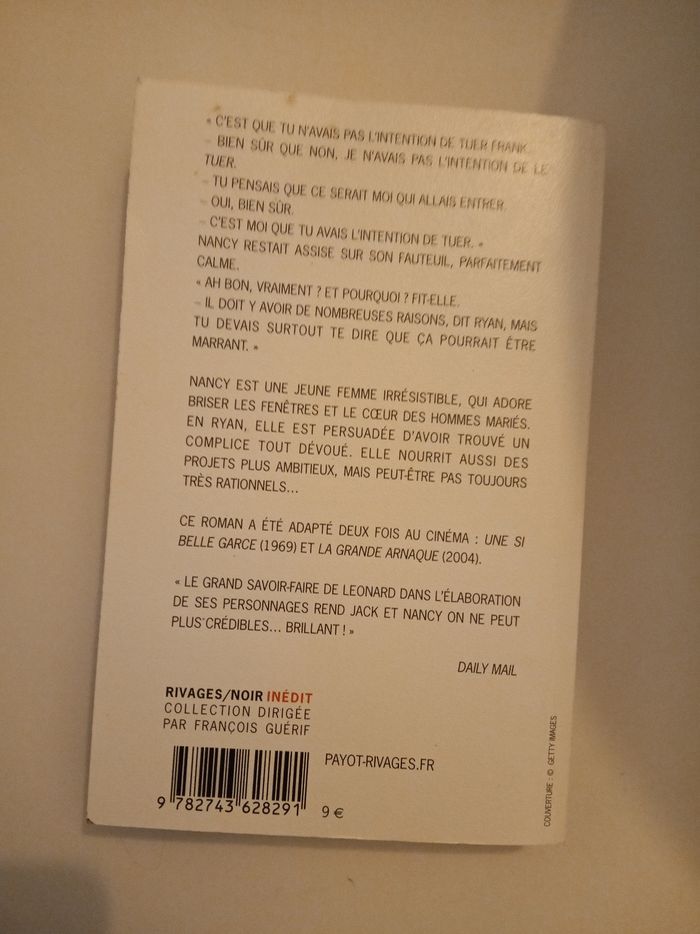 « C'EST QUE TU N'AVAIS PAS L'INTENTION DE TUER FRANK.
– BIEN SÛR QUE NON, JE N'AVAIS PAS L'INTENTION DE LE
TUER.
– TU PENSAIS QUE CE SERAIT MOI QUI ALLAIS ENTRER.
– OUI, BIEN SÛR.
– C'EST MOI QUE TU AVAIS L'INTENTION DE TUER. »
NANCY RESTAIT ASSISE SUR SON FAUTEUIL, PARFAITEMENT
CALME.
« AH BON, VRAIMENT ? ET POURQUOI ? FIT-ELLE.
– IL DOIT Y AVOIR DE NOMBREUSES RAISONS, DIT RYAN, MAIS
TU DEVAIS SURTOUT TE DIRE QUE ÇA POURRAIT ÊTRE
MARRANT. »
NANCY EST UNE JEUNE FEMME IRRÉSISTIBLE, QUI ADORE
BRISER LES FENÊTRES ET LE CŒUR DES HOMMES MARIÉS.
EN RYAN, ELLE EST PERSUADÉE D'AVOIR TROUVÉ UN
COMPLICE TOUT DÉVOUÉ. ELLE NOURRIT AUSSI DES
PROJETS PLUS AMBITIEUX, MAIS PEUT-ÊTRE PAS TOUJOURS
TRÈS RATIONNELS...
CE ROMAN A ÉTÉ ADAPTÉ DEUX FOIS AU CINÉMA : UNE SI
BELLE GARCE (1969) ET LA GRANDE ARNAQUE (2004).
« LE GRAND SAVOIR-FAIRE DE LEONARD DANS L'ÉLABORATION
DE SES PERSONNAGES REND JACK ET NANCY ON NE PEUT
PLUS CRÉDIBLES... BRILLANT ! »
DAILY MAIL
RIVAGES/NOIR INÉDIT
COLLECTION DIRIGÉE
PAR FRANÇOIS GUÉRIF
PAYOT-RIVAGES.FR
9 782743 628291
9 €
COUVERTURE : © GETTY IMAGES